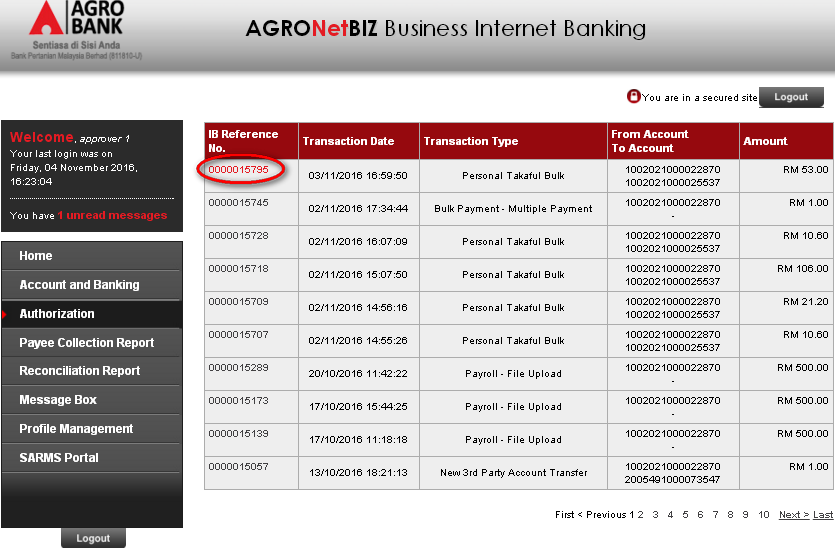 AGRO
BANK
Sentiasa di Sisi Anda
Bank Pertanian Malaysia Berhad (811810-U)
AGRONetBIZ Business Internet Banking
You are in a secured site
Logout
Welcome, approver 1
Your last login was on
Friday, 04 November 2016,
16:23:04
You have 1 unread messages
Home
Account and Banking
Authorization
Payee Collection Report
Reconciliation Report
Message Box
Profile Management
SARMS Portal
Logout
IB Reference No. Transaction Date Transaction Type From Account To Account Amount
0000015795 03/11/2016 16:59:50 Personal Takaful Bulk 1002021000022870 1002021000025537 RM 53.00
0000015745 02/11/2016 17:34:44 Bulk Payment - Multiple Payment 1002021000022870 - RM 1.00
0000015728 02/11/2016 16:07:09 Personal Takaful Bulk 1002021000022870 1002021000025537 RM 10.60
0000015718 02/11/2016 15:07:50 Personal Takaful Bulk 1002021000022870 1002021000025537 RM 106.00
0000015709 02/11/2016 14:56:16 Personal Takaful Bulk 1002021000022870 1002021000025537 RM 21.20
0000015707 02/11/2016 14:55:26 Personal Takaful Bulk 1002021000022870 1002021000025537 RM 10.60
0000015289 20/10/2016 11:42:22 Payroll - File Upload 1002021000022870 - RM 500.00
0000015173 17/10/2016 15:44:25 Payroll - File Upload 1002021000022870 - RM 500.00
0000015139 17/10/2016 11:18:18 Payroll - File Upload 1002021000022870 - RM 500.00
0000015057 13/10/2016 18:21:13 New 3rd Party Account Transfer 1002021000022870 2005491000073547 RM 1.00
First < Previous 1 2 3 4 5 6 7 8 9 10 Next > Last